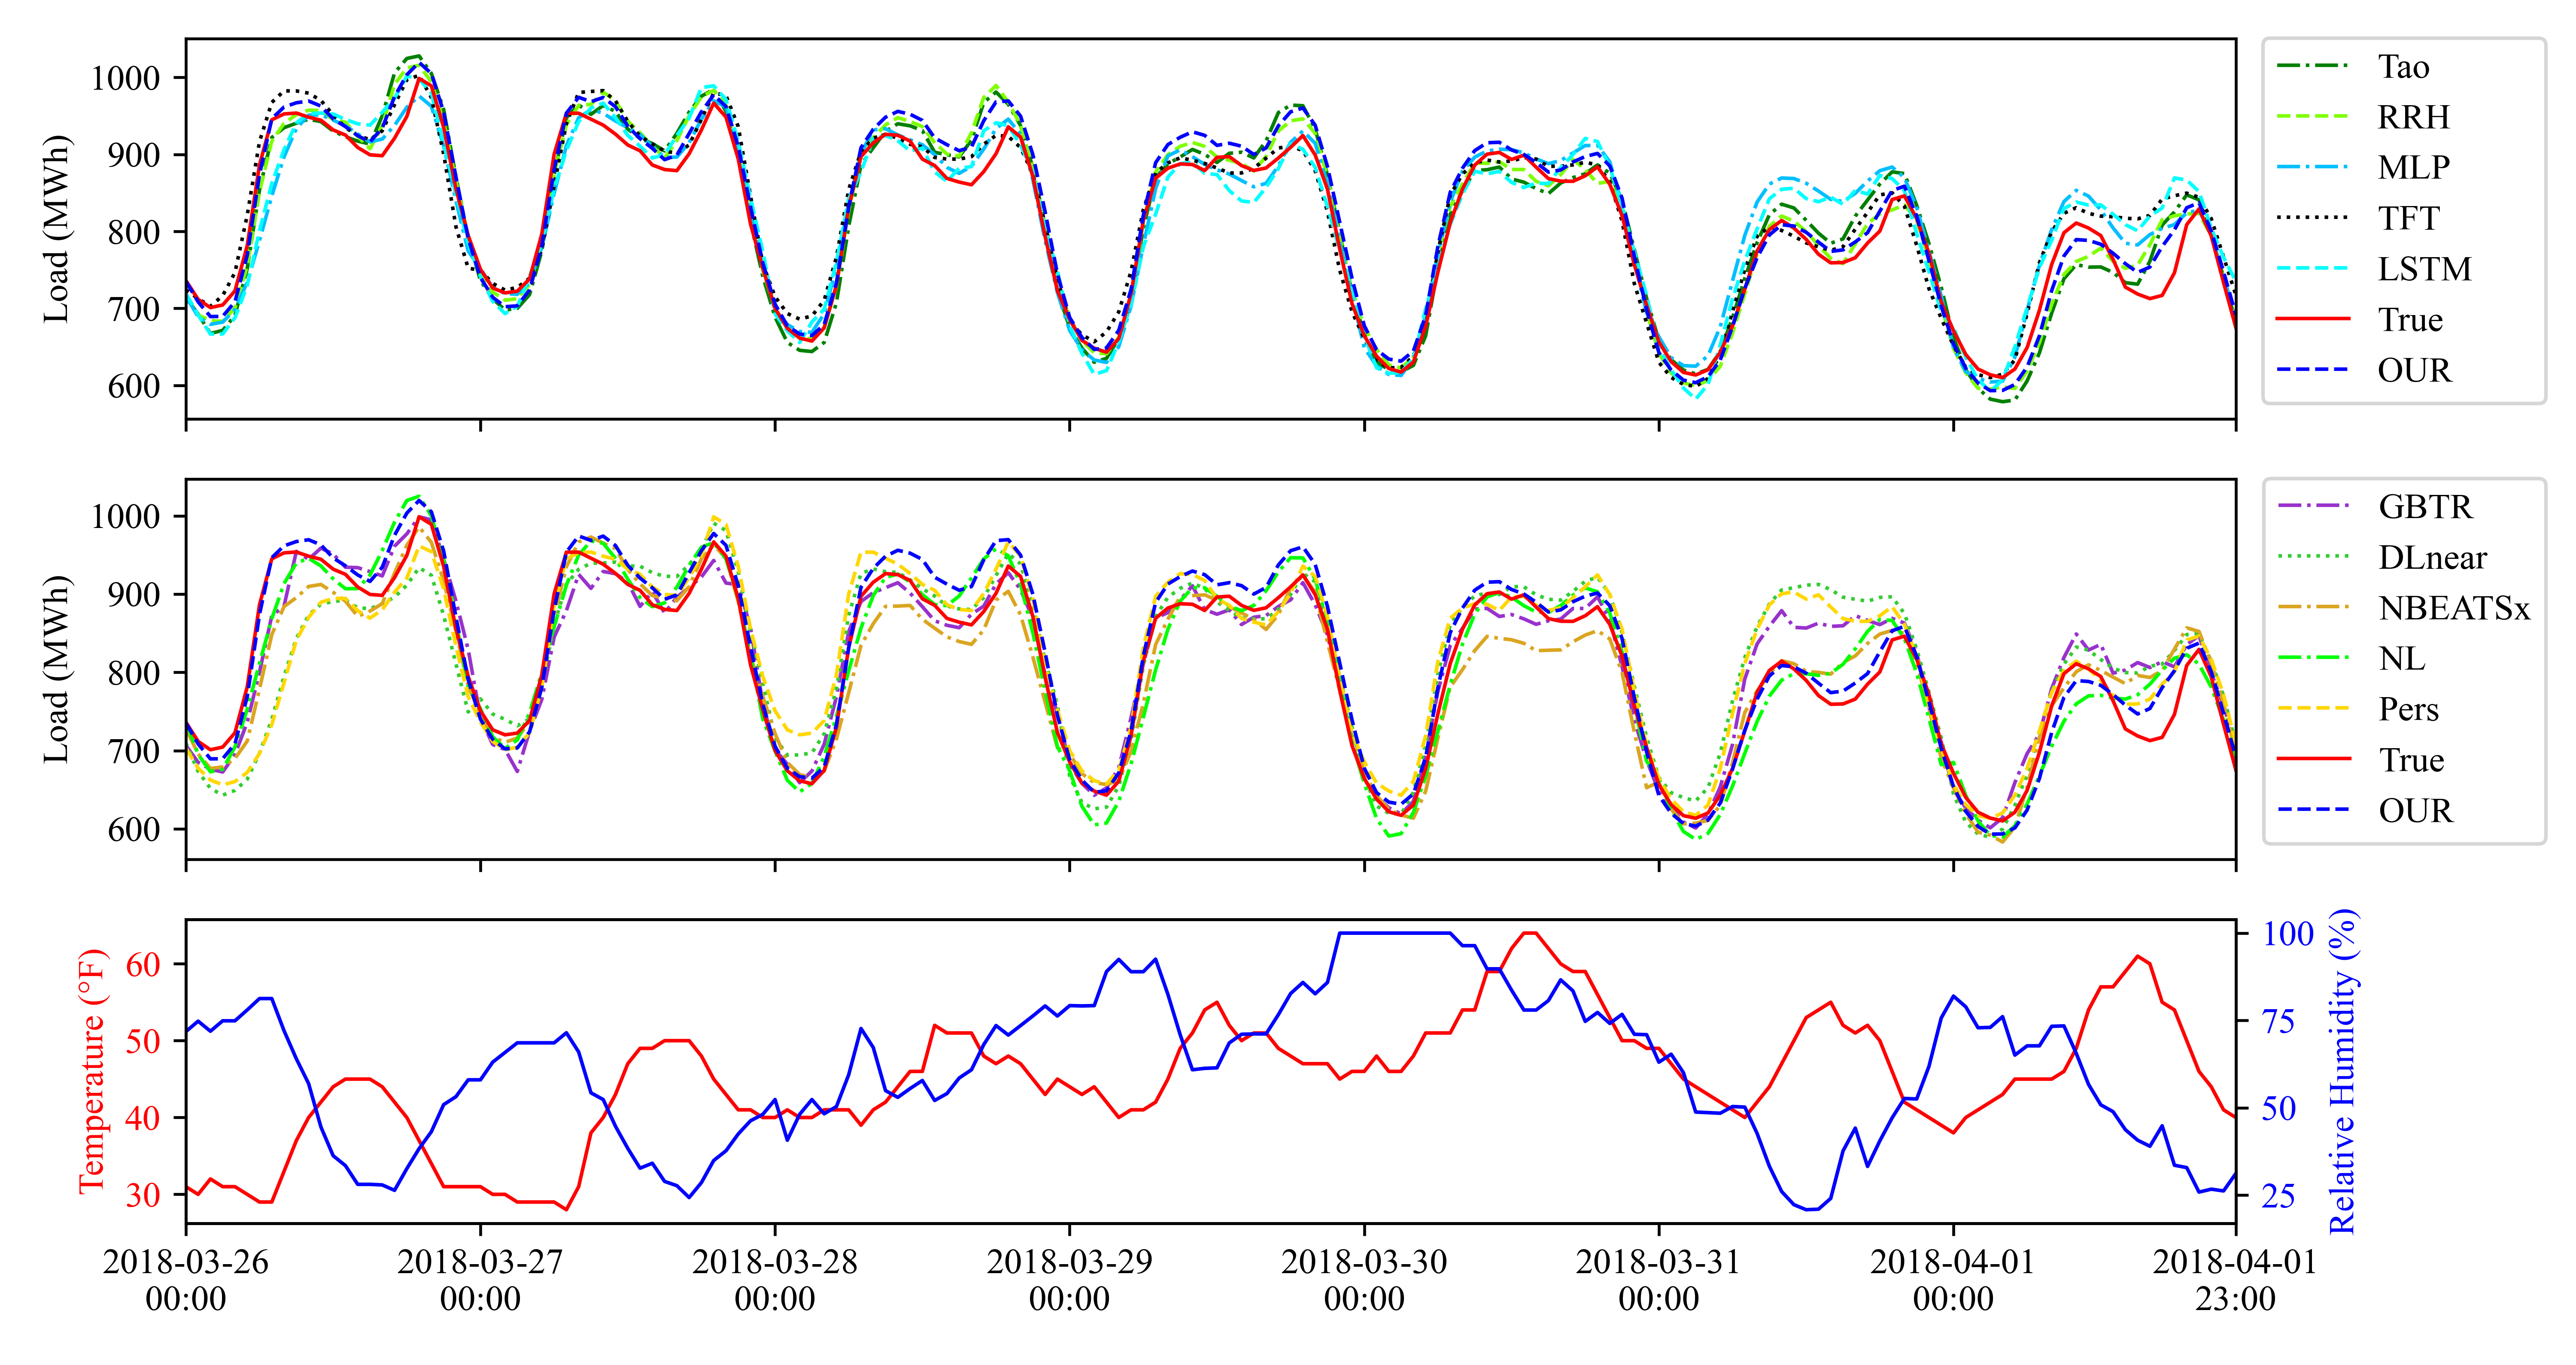 Load (MWh)
1000
900
800
700
600
Tao
RRH
MLP
TFT
LSTM
True
OUR
Load (MWh)
1000
900
800
700
600
GBTR
DLnear
NBEATSx
NL
Pers
True
OUR
Temperature (°F)
60
50
40
30
100
75
50
25
Relative Humidity (%)
2018-03-26 2018-03-27 2018-03-28 2018-03-29 2018-03-30 2018-03-31 2018-04-01 2018-04-01
00:00 00:00 00:00 00:00 00:00 00:00 00:00 23:00